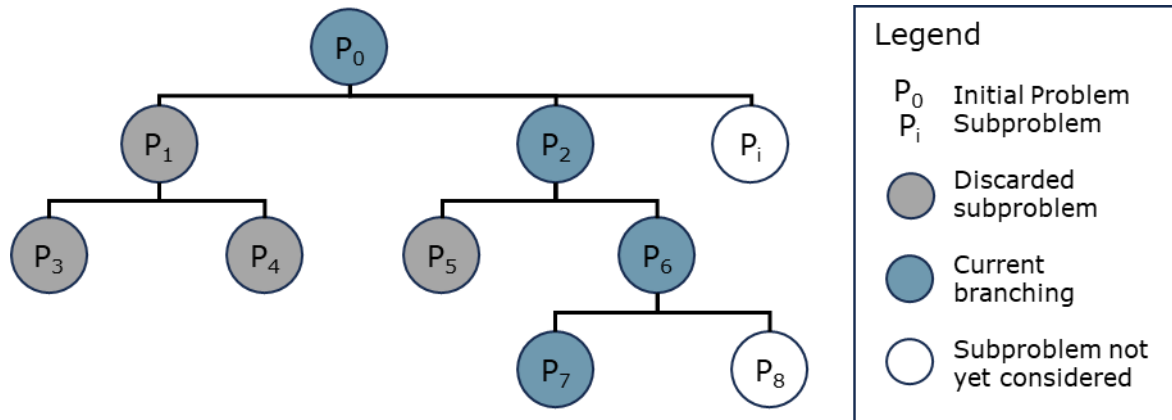 P₀
P₁
P₂
Pᵢ
P₃
P₄
P₅
P₆
P₇
P₈
Legend
P₀ Initial Problem
Pᵢ Subproblem
Discarded
subproblem
Current
branching
Subproblem not
yet considered